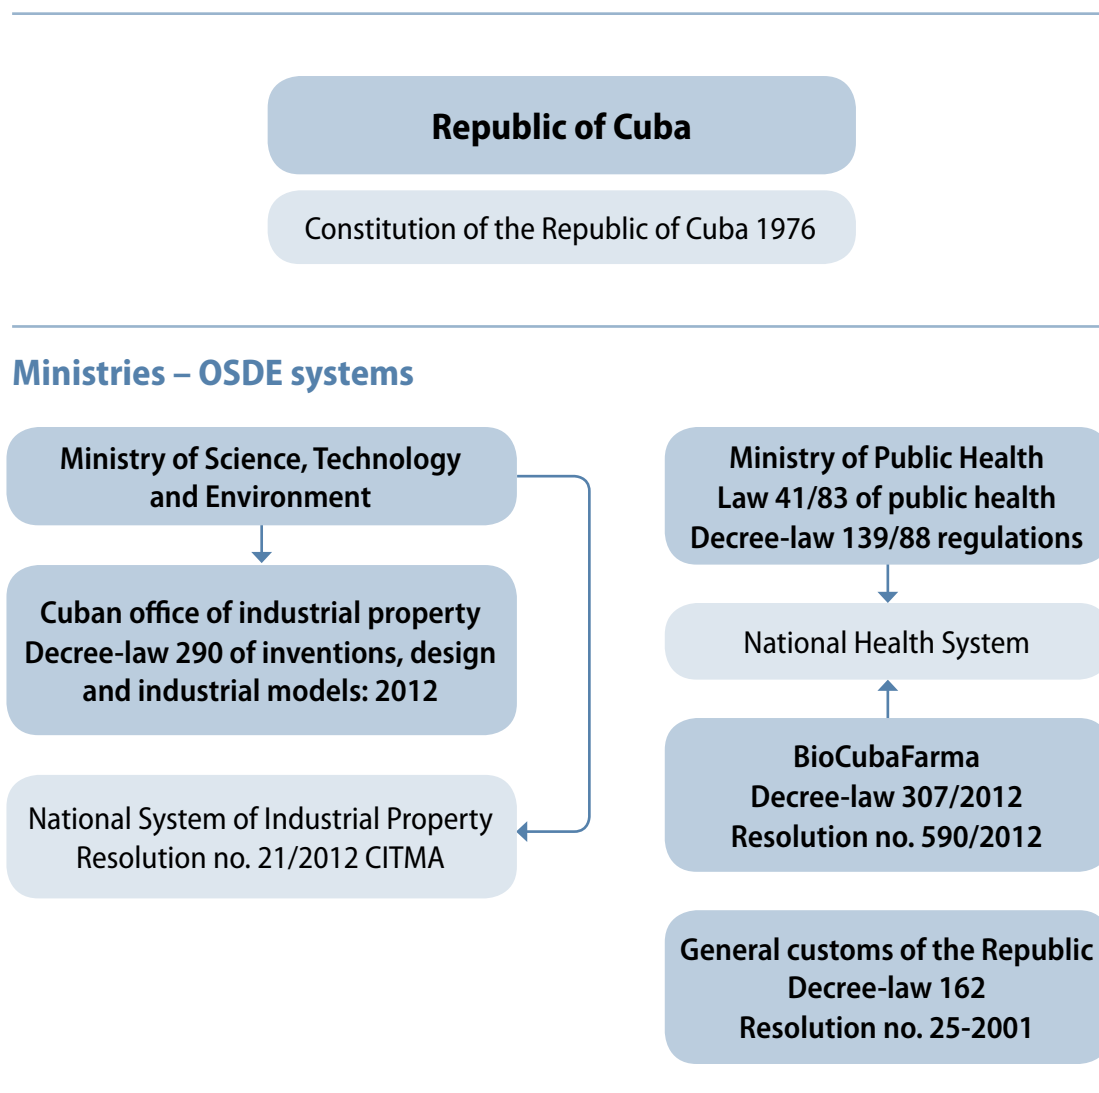 Republic of Cuba
Constitution of the Republic of Cuba 1976
Ministries – OSDE systems
Ministry of Science, Technology
and Environment
Cuban office of industrial property
Decree-law 290 of inventions, design
and industrial models: 2012
National System of Industrial Property
Resolution no. 21/2012 CITMA
Ministry of Public Health
Law 41/83 of public health
Decree-law 139/88 regulations
National Health System
BioCubaFarma
Decree-law 307/2012
Resolution no. 590/2012
General customs of the Republic
Decree-law 162
Resolution no. 25-2001